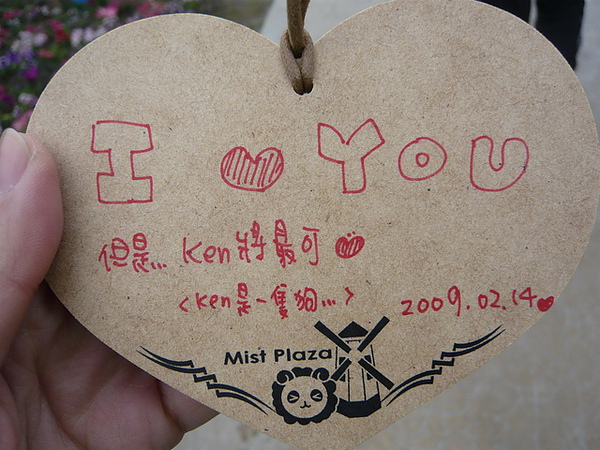 I ♥ YOU
但是... Ken將最可♥
<Ken是一隻狗...>
2009.02.14♥
Mist Plaza